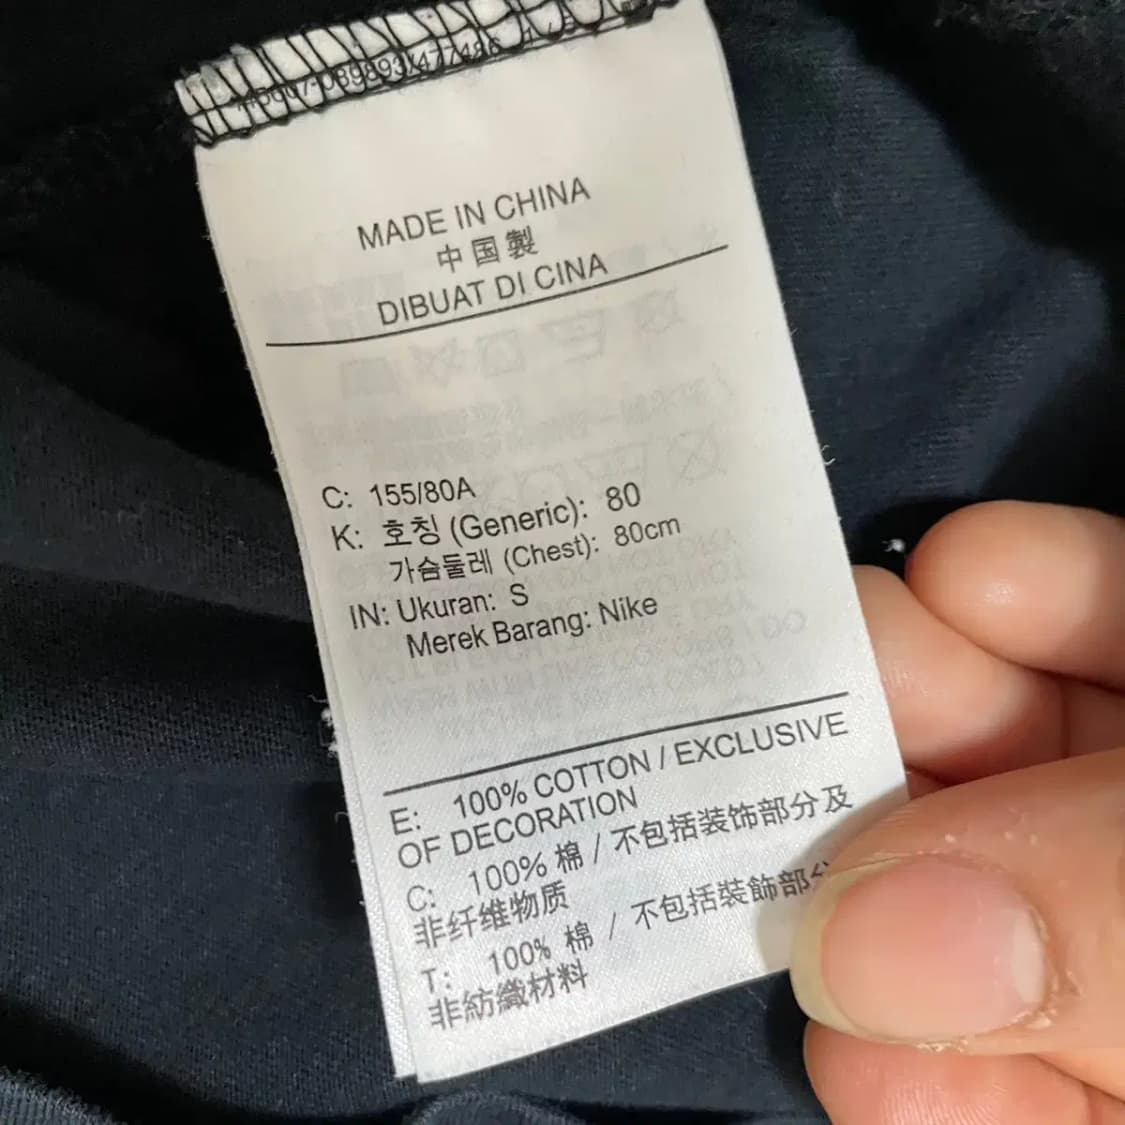 MADE IN CHINA
中国製
DIBUAT DI CINA
C: 155/80A
K: 호칭 (Generic): 80
가슴둘레 (Chest): 80cm
IN: Ukuran: S
Merek Barang: Nike
E: 100% COTTON / EXCLUSIVE
OF DECORATION
C: 100% 棉 / 不包括装饰部分及
非纤维物质
T: 100% 棉 / 不包括裝飾部
非紡織材料